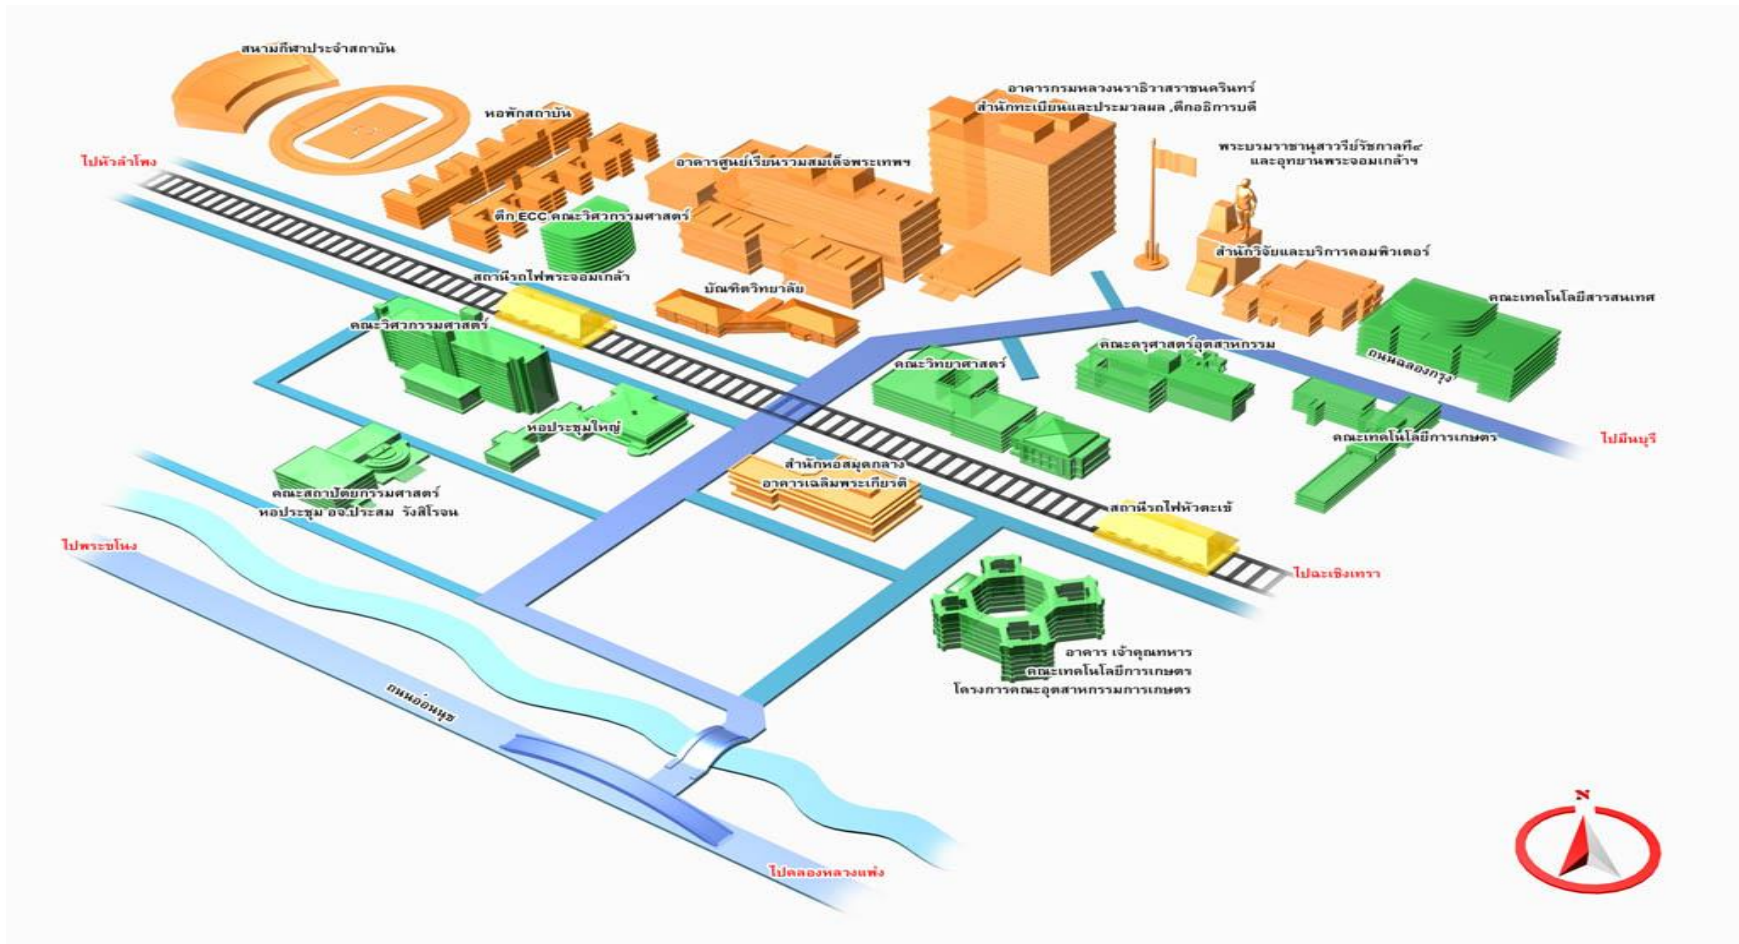 สนามกีฬาประจำสถาบัน
อาคารกรมหลวงนราธิวาสราชนครินทร์
สำนักทะเบียนและประมวลผล ,ตึกอธิการบดี
หอพักสถาบัน
ไปหัวลำโพง
อาคารศูนย์เรียนรวมสมเด็จพระเทพฯ
พระบรมราชานุสาวรีย์รัชกาลที่๔
และอุทยานพระจอมเกล้าฯ
ตึก ECC คณะวิศวกรรมศาสตร์
สำนักวิจัยและบริการคอมพิวเตอร์
สถานีรถไฟพระจอมเกล้า
บัณฑิตวิทยาลัย
คณะเทคโนโลยีสารสนเทศ
คณะวิศวกรรมศาสตร์
คณะครุศาสตร์อุตสาหกรรม
คณะวิทยาศาสตร์
ถนนฉลองกรุง
หอประชุมใหญ่
คณะเทคโนโลยีการเกษตร
ไปมีนบุรี
สำนักหอสมุดกลาง
อาคารเฉลิมพระเกียรติ
คณะสถาปัตยกรรมศาสตร์
หอประชุม อจ.ประสม รังสิโรจน
สถานีรถไฟหัวตะเข้
ไปพระขโนง
ไปฉะเชิงเทรา
อาคาร เจ้าคุณทหาร
คณะเทคโนโลยีการเกษตร
โครงการคณะอุตสาหกรรมการเกษตร
ถนนอ่อนนุช
N
ไปคลองหลวงแพ่ง